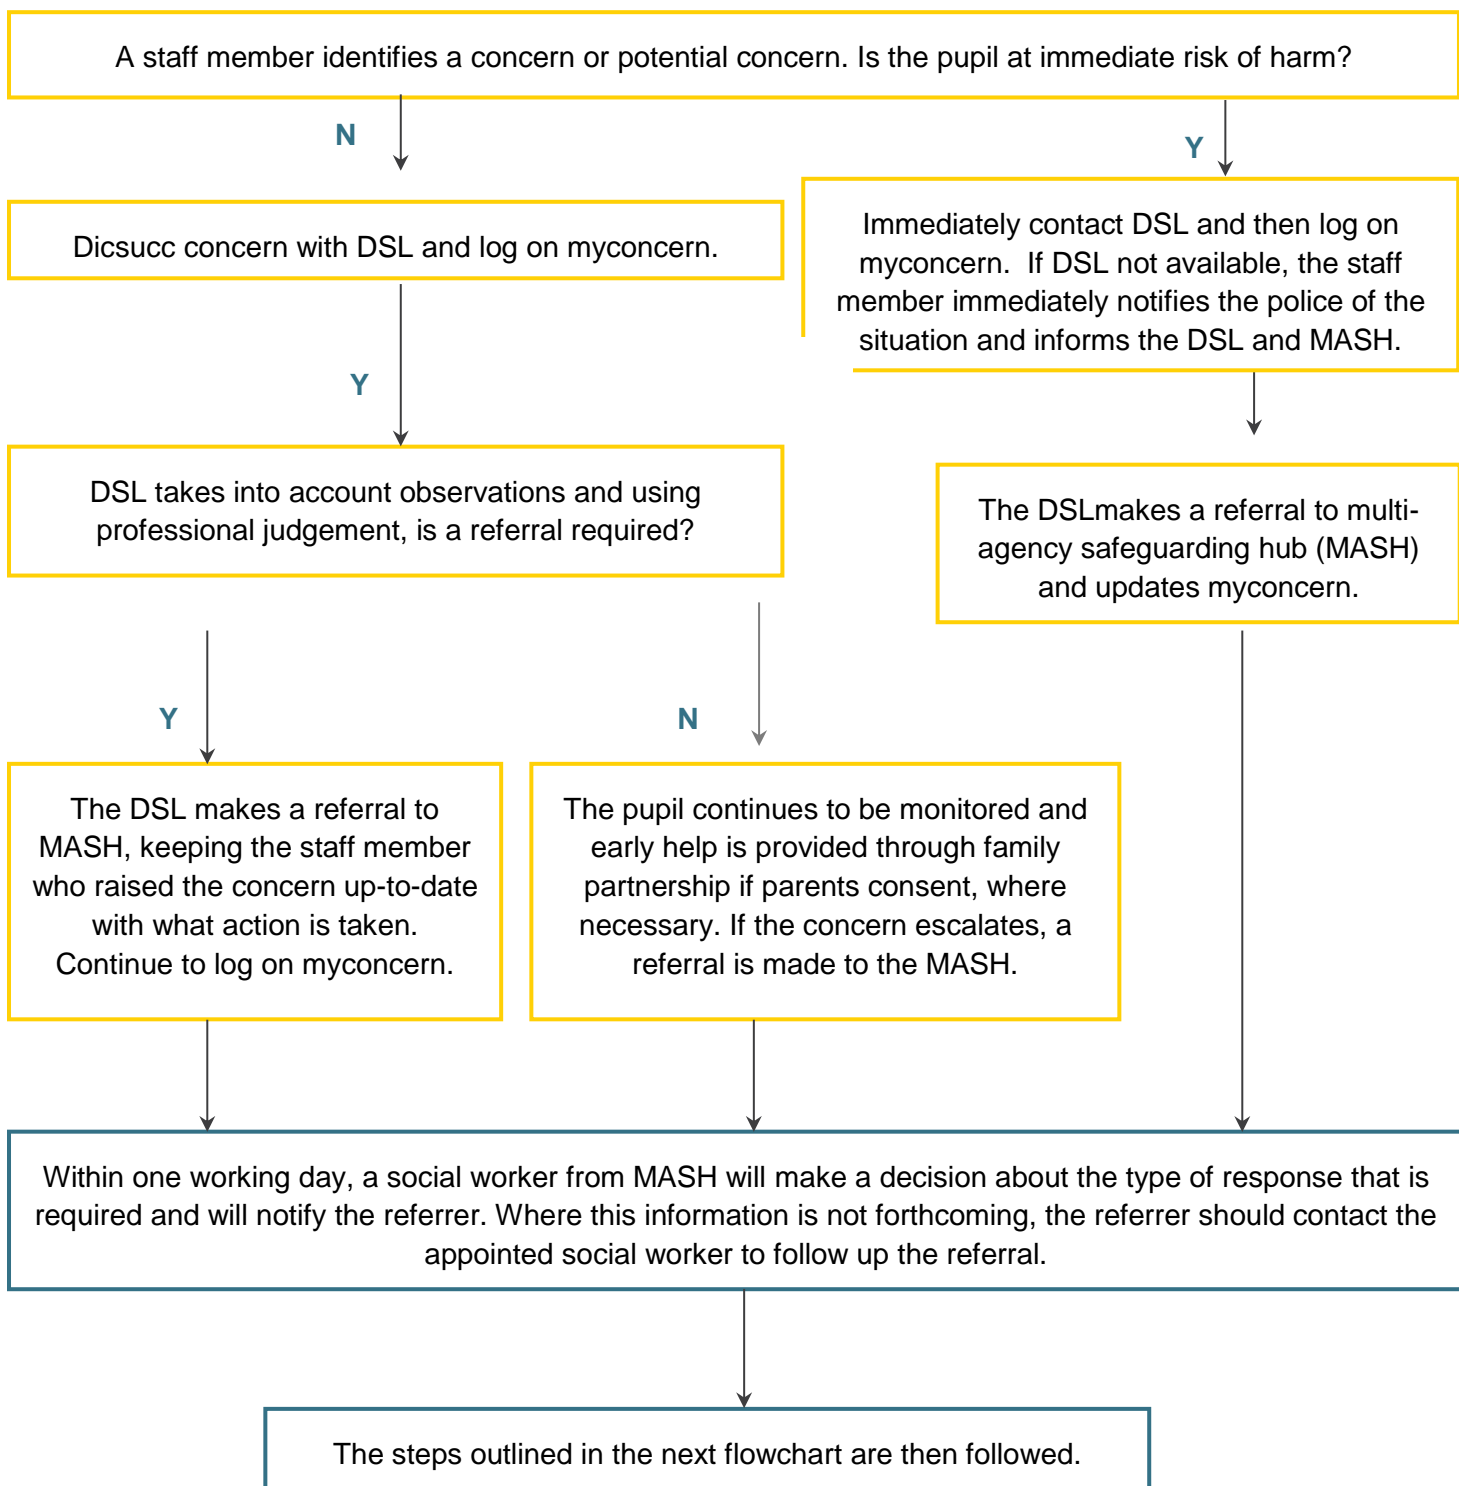 A staff member identifies a concern or potential concern. Is the pupil at immediate risk of harm?
N
Y
Dicsucc concern with DSL and log on myconcern.
Immediately contact DSL and then log on
myconcern.  If DSL not available, the staff
member immediately notifies the police of the
situation and informs the DSL and MASH.
Y
DSL takes into account observations and using
professional judgement, is a referral required?
The DSLmakes a referral to multi-
agency safeguarding hub (MASH)
and updates myconcern.
Y
N
The DSL makes a referral to
MASH, keeping the staff member
who raised the concern up-to-date
with what action is taken.
Continue to log on myconcern.
The pupil continues to be monitored and
early help is provided through family
partnership if parents consent, where
necessary. If the concern escalates, a
referral is made to the MASH.
Within one working day, a social worker from MASH will make a decision about the type of response that is
required and will notify the referrer. Where this information is not forthcoming, the referrer should contact the
appointed social worker to follow up the referral.
The steps outlined in the next flowchart are then followed.